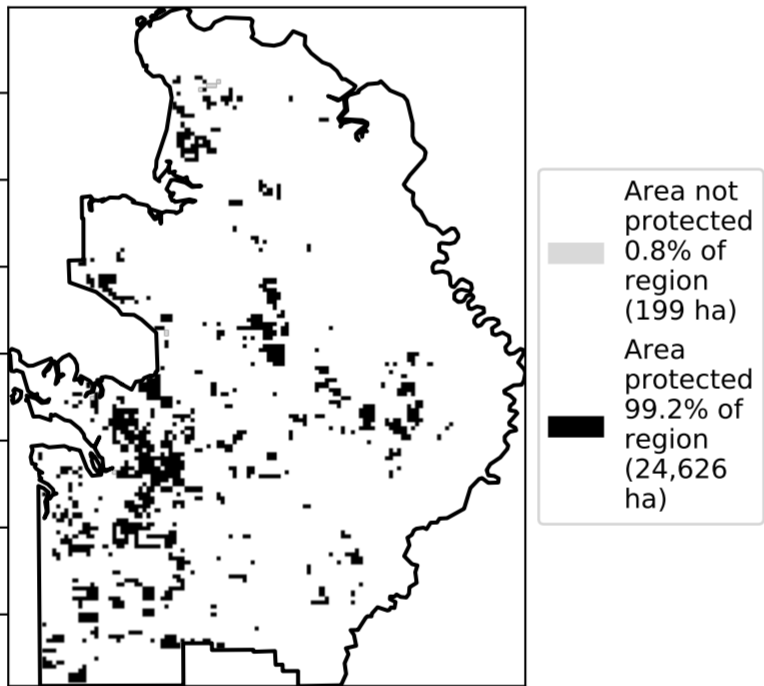 Area not
protected
0.8% of
region
(199 ha)
Area
protected
99.2% of
region
(24,626
ha)